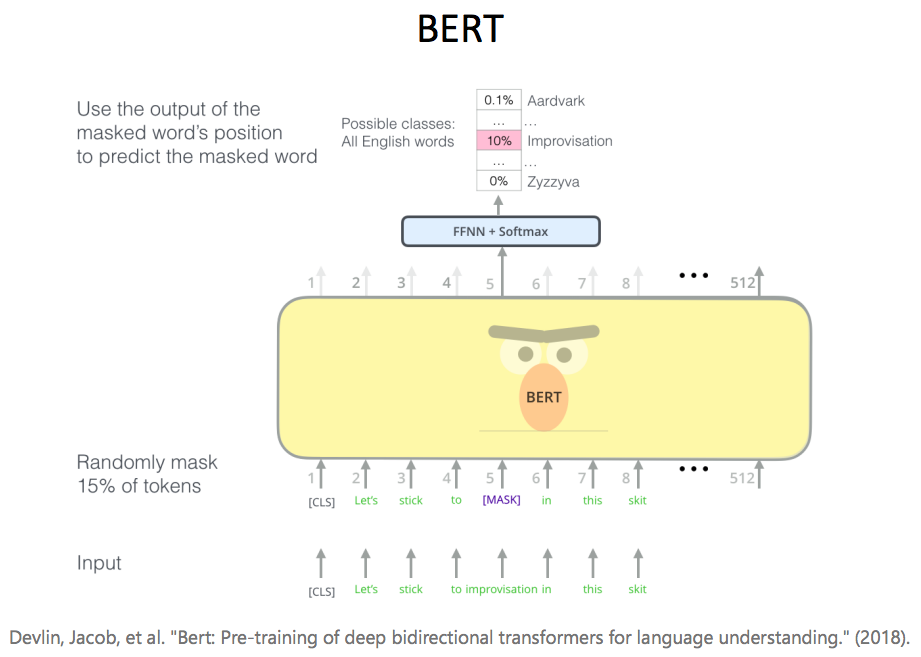 BERT
Use the output of the
masked word's position
to predict the masked word
Possible classes:
All English words
0.1% Aardvark
... ...
10% Improvisation
... ...
0% Zyzzyva
FFNN + Softmax
1 2 3 4 5 6 7 8 ••• 512
BERT
Randomly mask
15% of tokens
1 2 3 4 5 6 7 8 ••• 512
[CLS] Let's stick to [MASK] in this skit
Input
[CLS] Let's stick to improvisation in this skit
Devlin, Jacob, et al. "Bert: Pre-training of deep bidirectional transformers for language understanding." (2018).